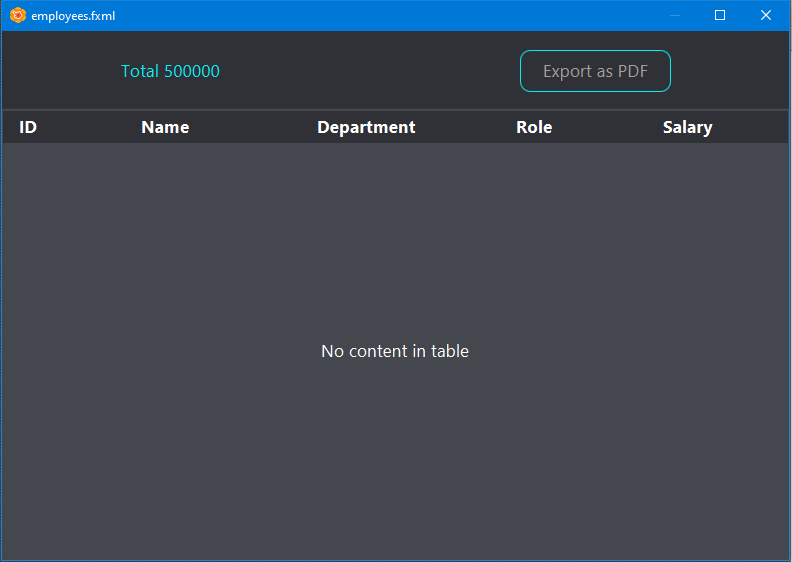 employees.fxml
Total 500000
Export as PDF
ID Name Department Role Salary
No content in table